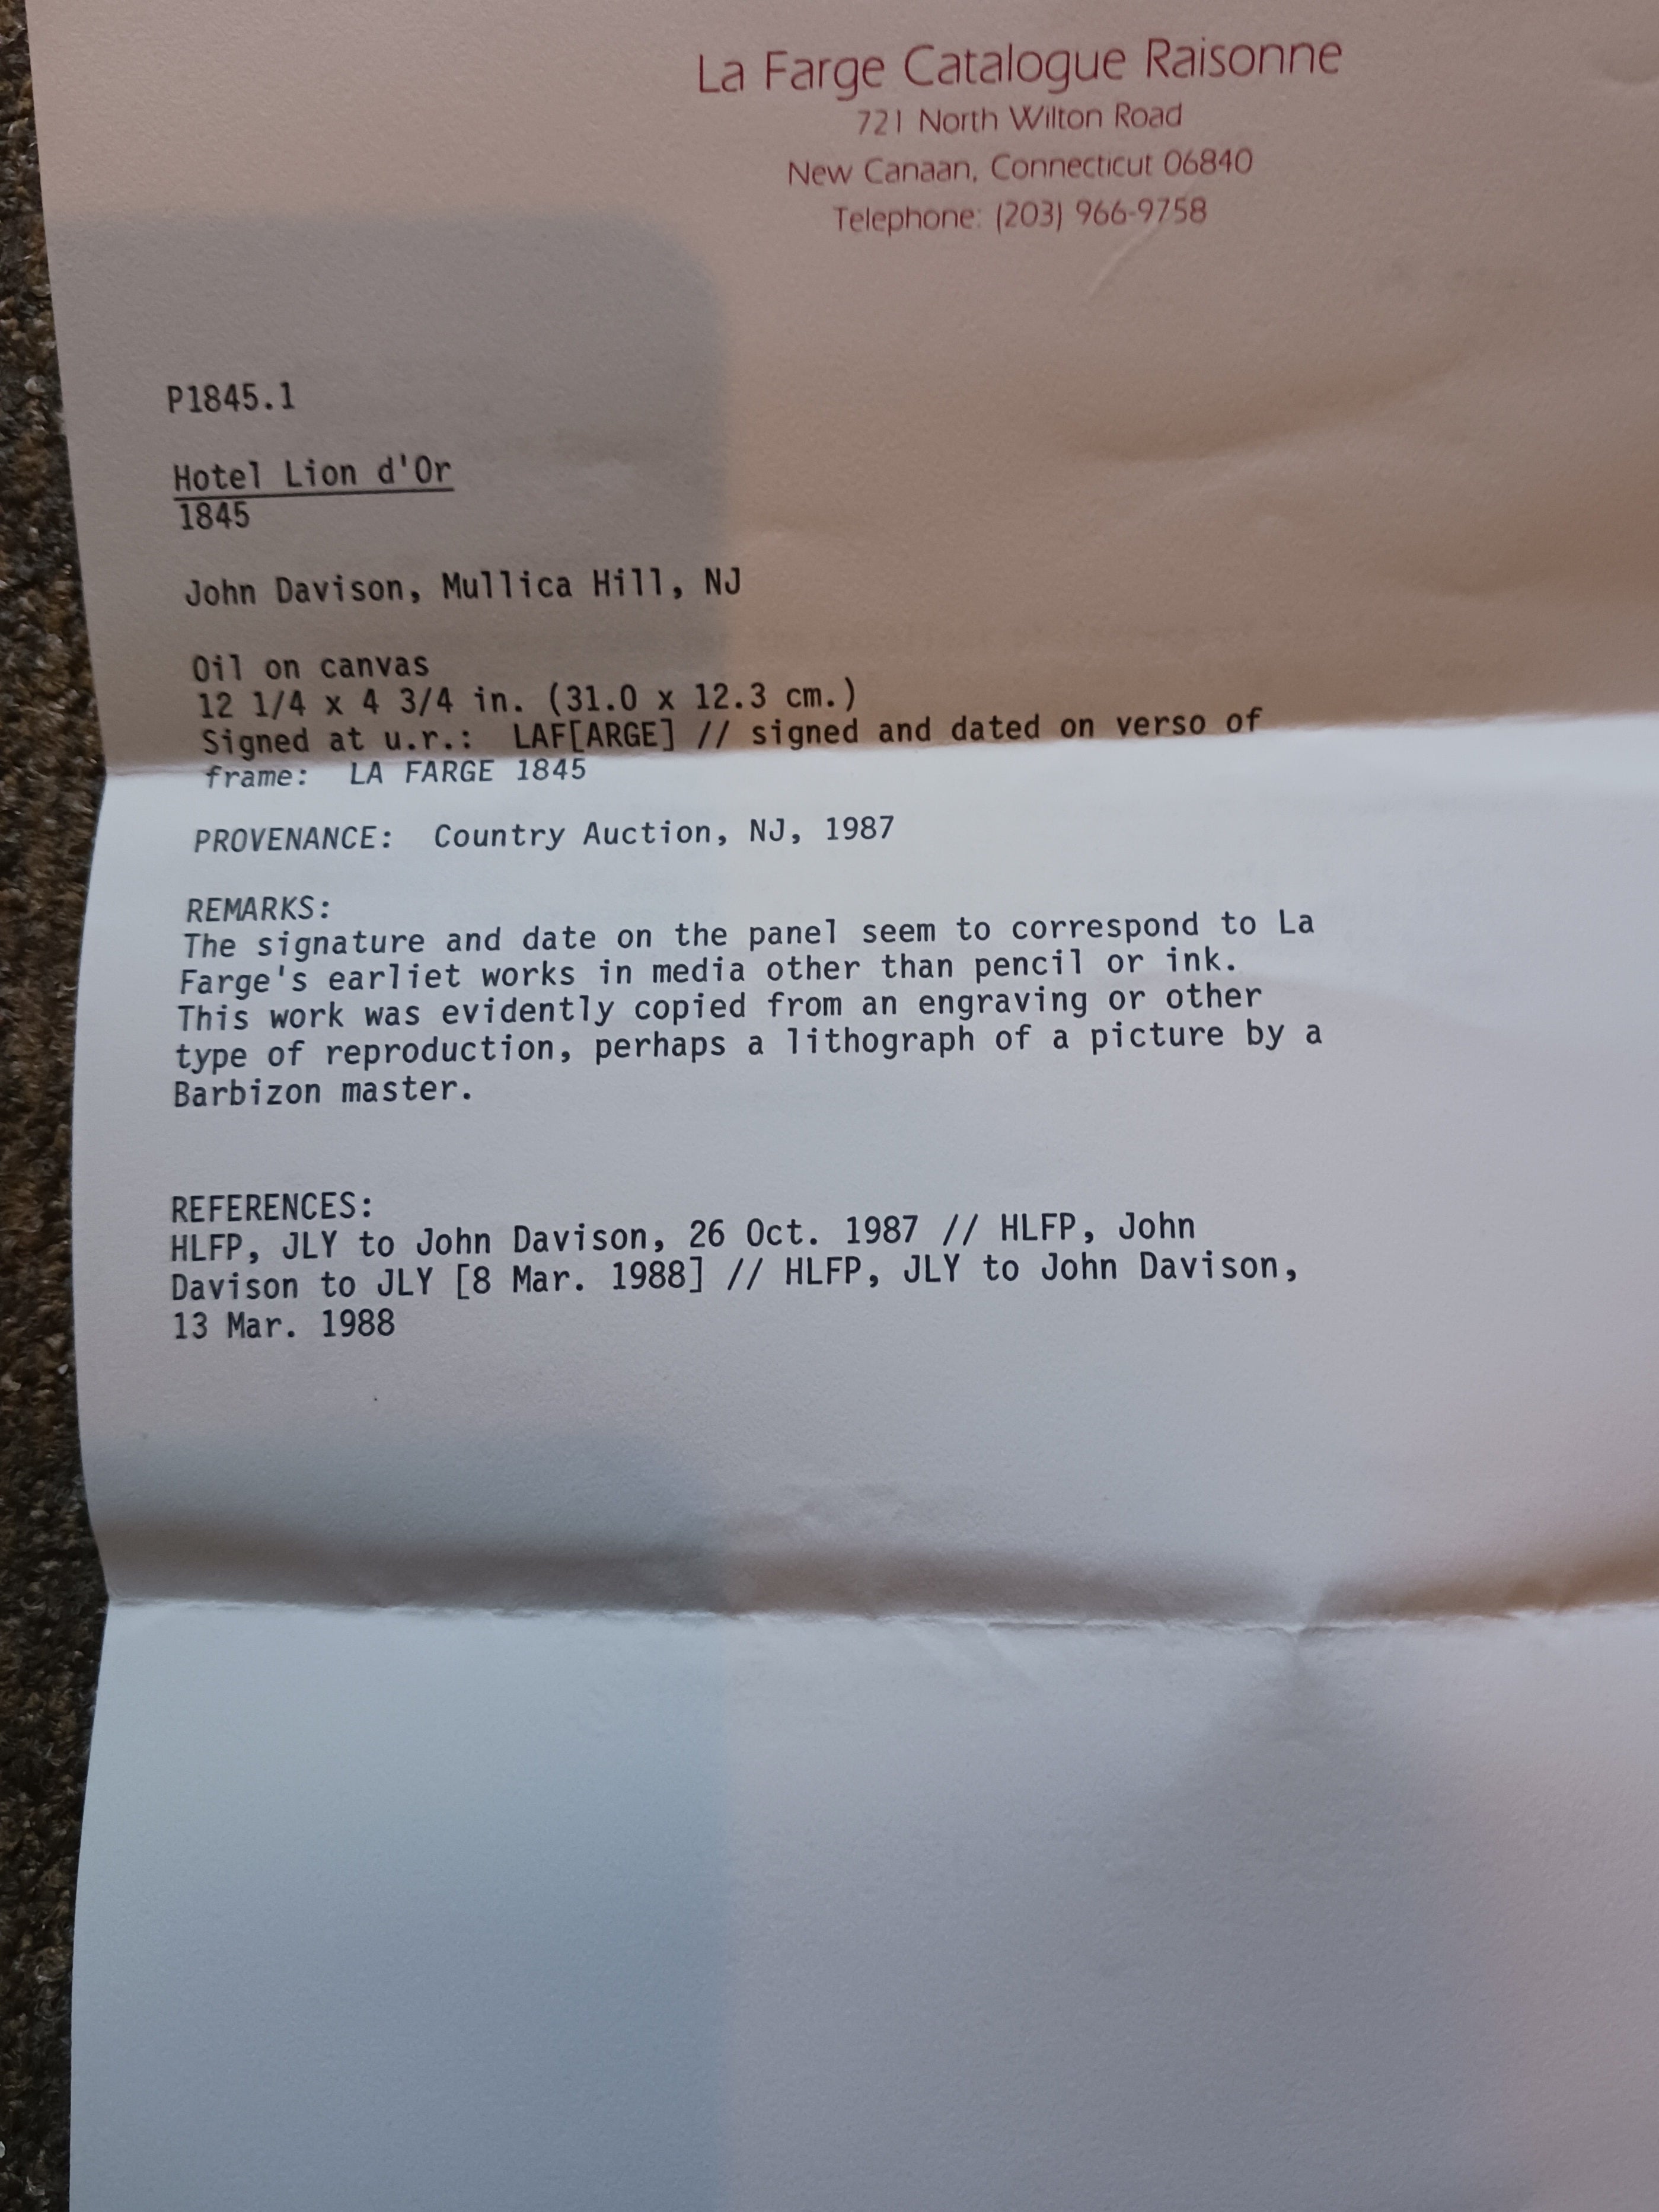 La Farge Catalogue Raisonne
721 North Wilton Road
New Canaan, Connecticut 06840
Telephone: (203) 966-9758
P1845.1
Hotel Lion d'Or
1845
John Davison, Mullica Hill, NJ
Oil on canvas
12 1/4 x 4 3/4 in. (31.0 x 12.3 cm.)
Signed at u.r.: LAF[ARGE] // signed and dated on verso of
frame: LA FARGE 1845
PROVENANCE: Country Auction, NJ, 1987
REMARKS:
The signature and date on the panel seem to correspond to La
Farge's earliet works in media other than pencil or ink.
This work was evidently copied from an engraving or other
type of reproduction, perhaps a lithograph of a picture by a
Barbizon master.
REFERENCES:
HLFP, JLY to John Davison, 26 Oct. 1987 // HLFP, John
Davison to JLY [8 Mar. 1988] // HLFP, JLY to John Davison,
13 Mar. 1988